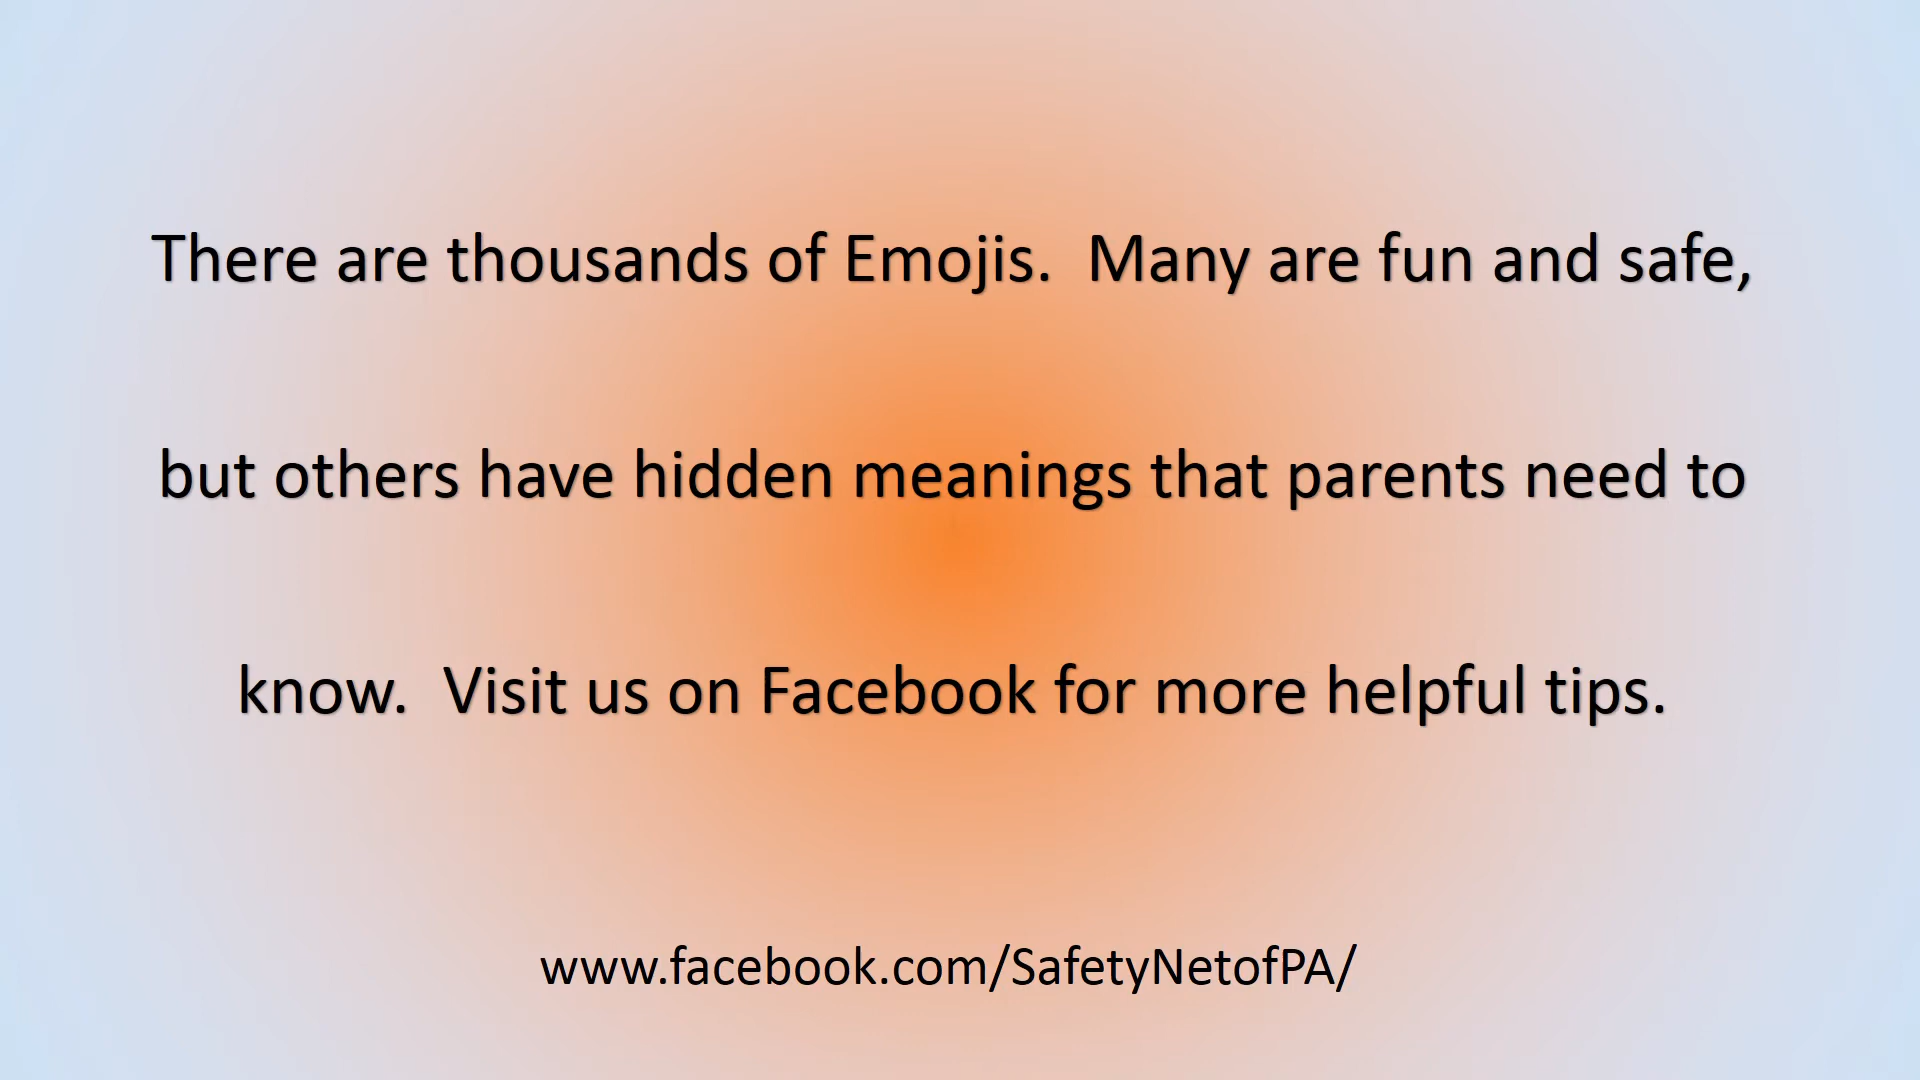 There are thousands of Emojis.  Many are fun and safe,
but others have hidden meanings that parents need to
know.  Visit us on Facebook for more helpful tips.
www.facebook.com/SafetyNetofPA/